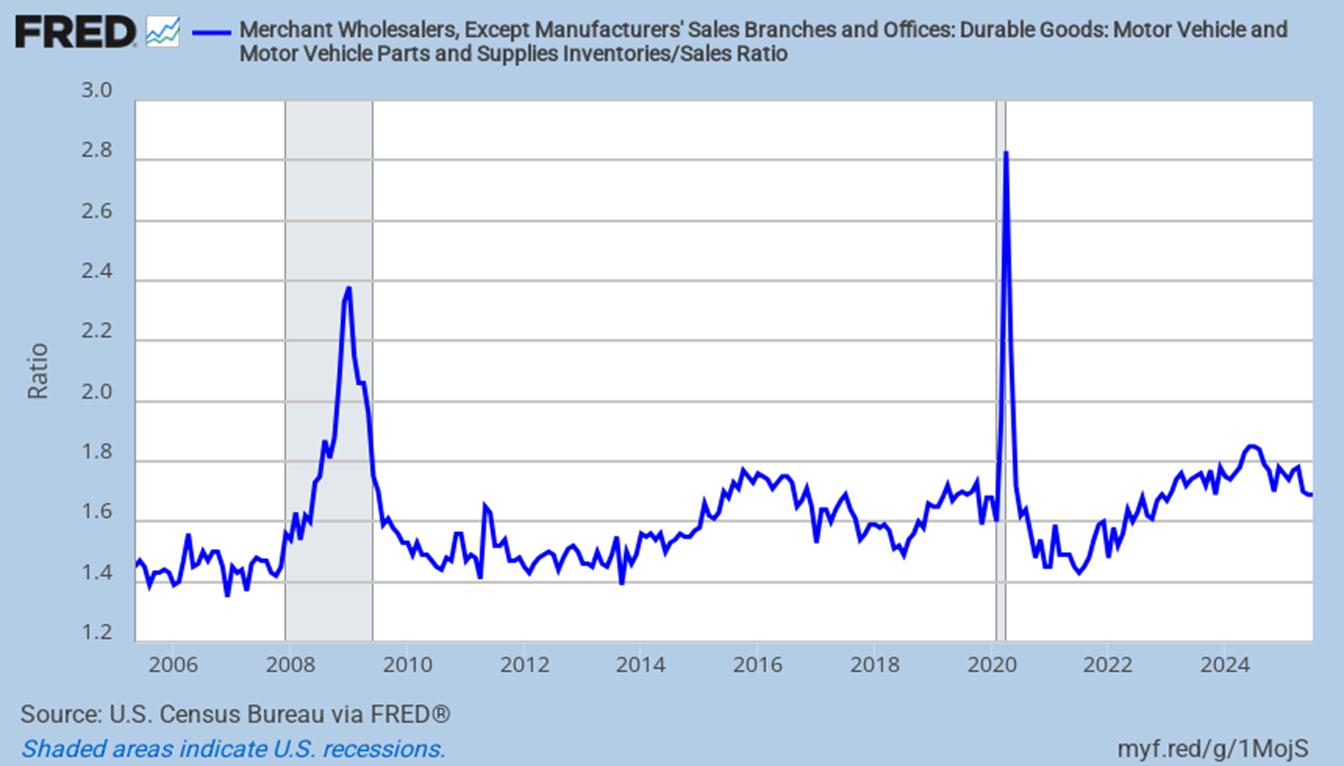 FRED
Merchant Wholesalers, Except Manufacturers' Sales Branches and Offices: Durable Goods: Motor Vehicle and
Motor Vehicle Parts and Supplies Inventories/Sales Ratio
3.0
2.8
2.6
2.4
2.2
2.0
1.8
1.6
1.4
1.2
Ratio
2006 2008 2010 2012 2014 2016 2018 2020 2022 2024
Source: U.S. Census Bureau via FRED®
Shaded areas indicate U.S. recessions.
myf.red/g/1MojS